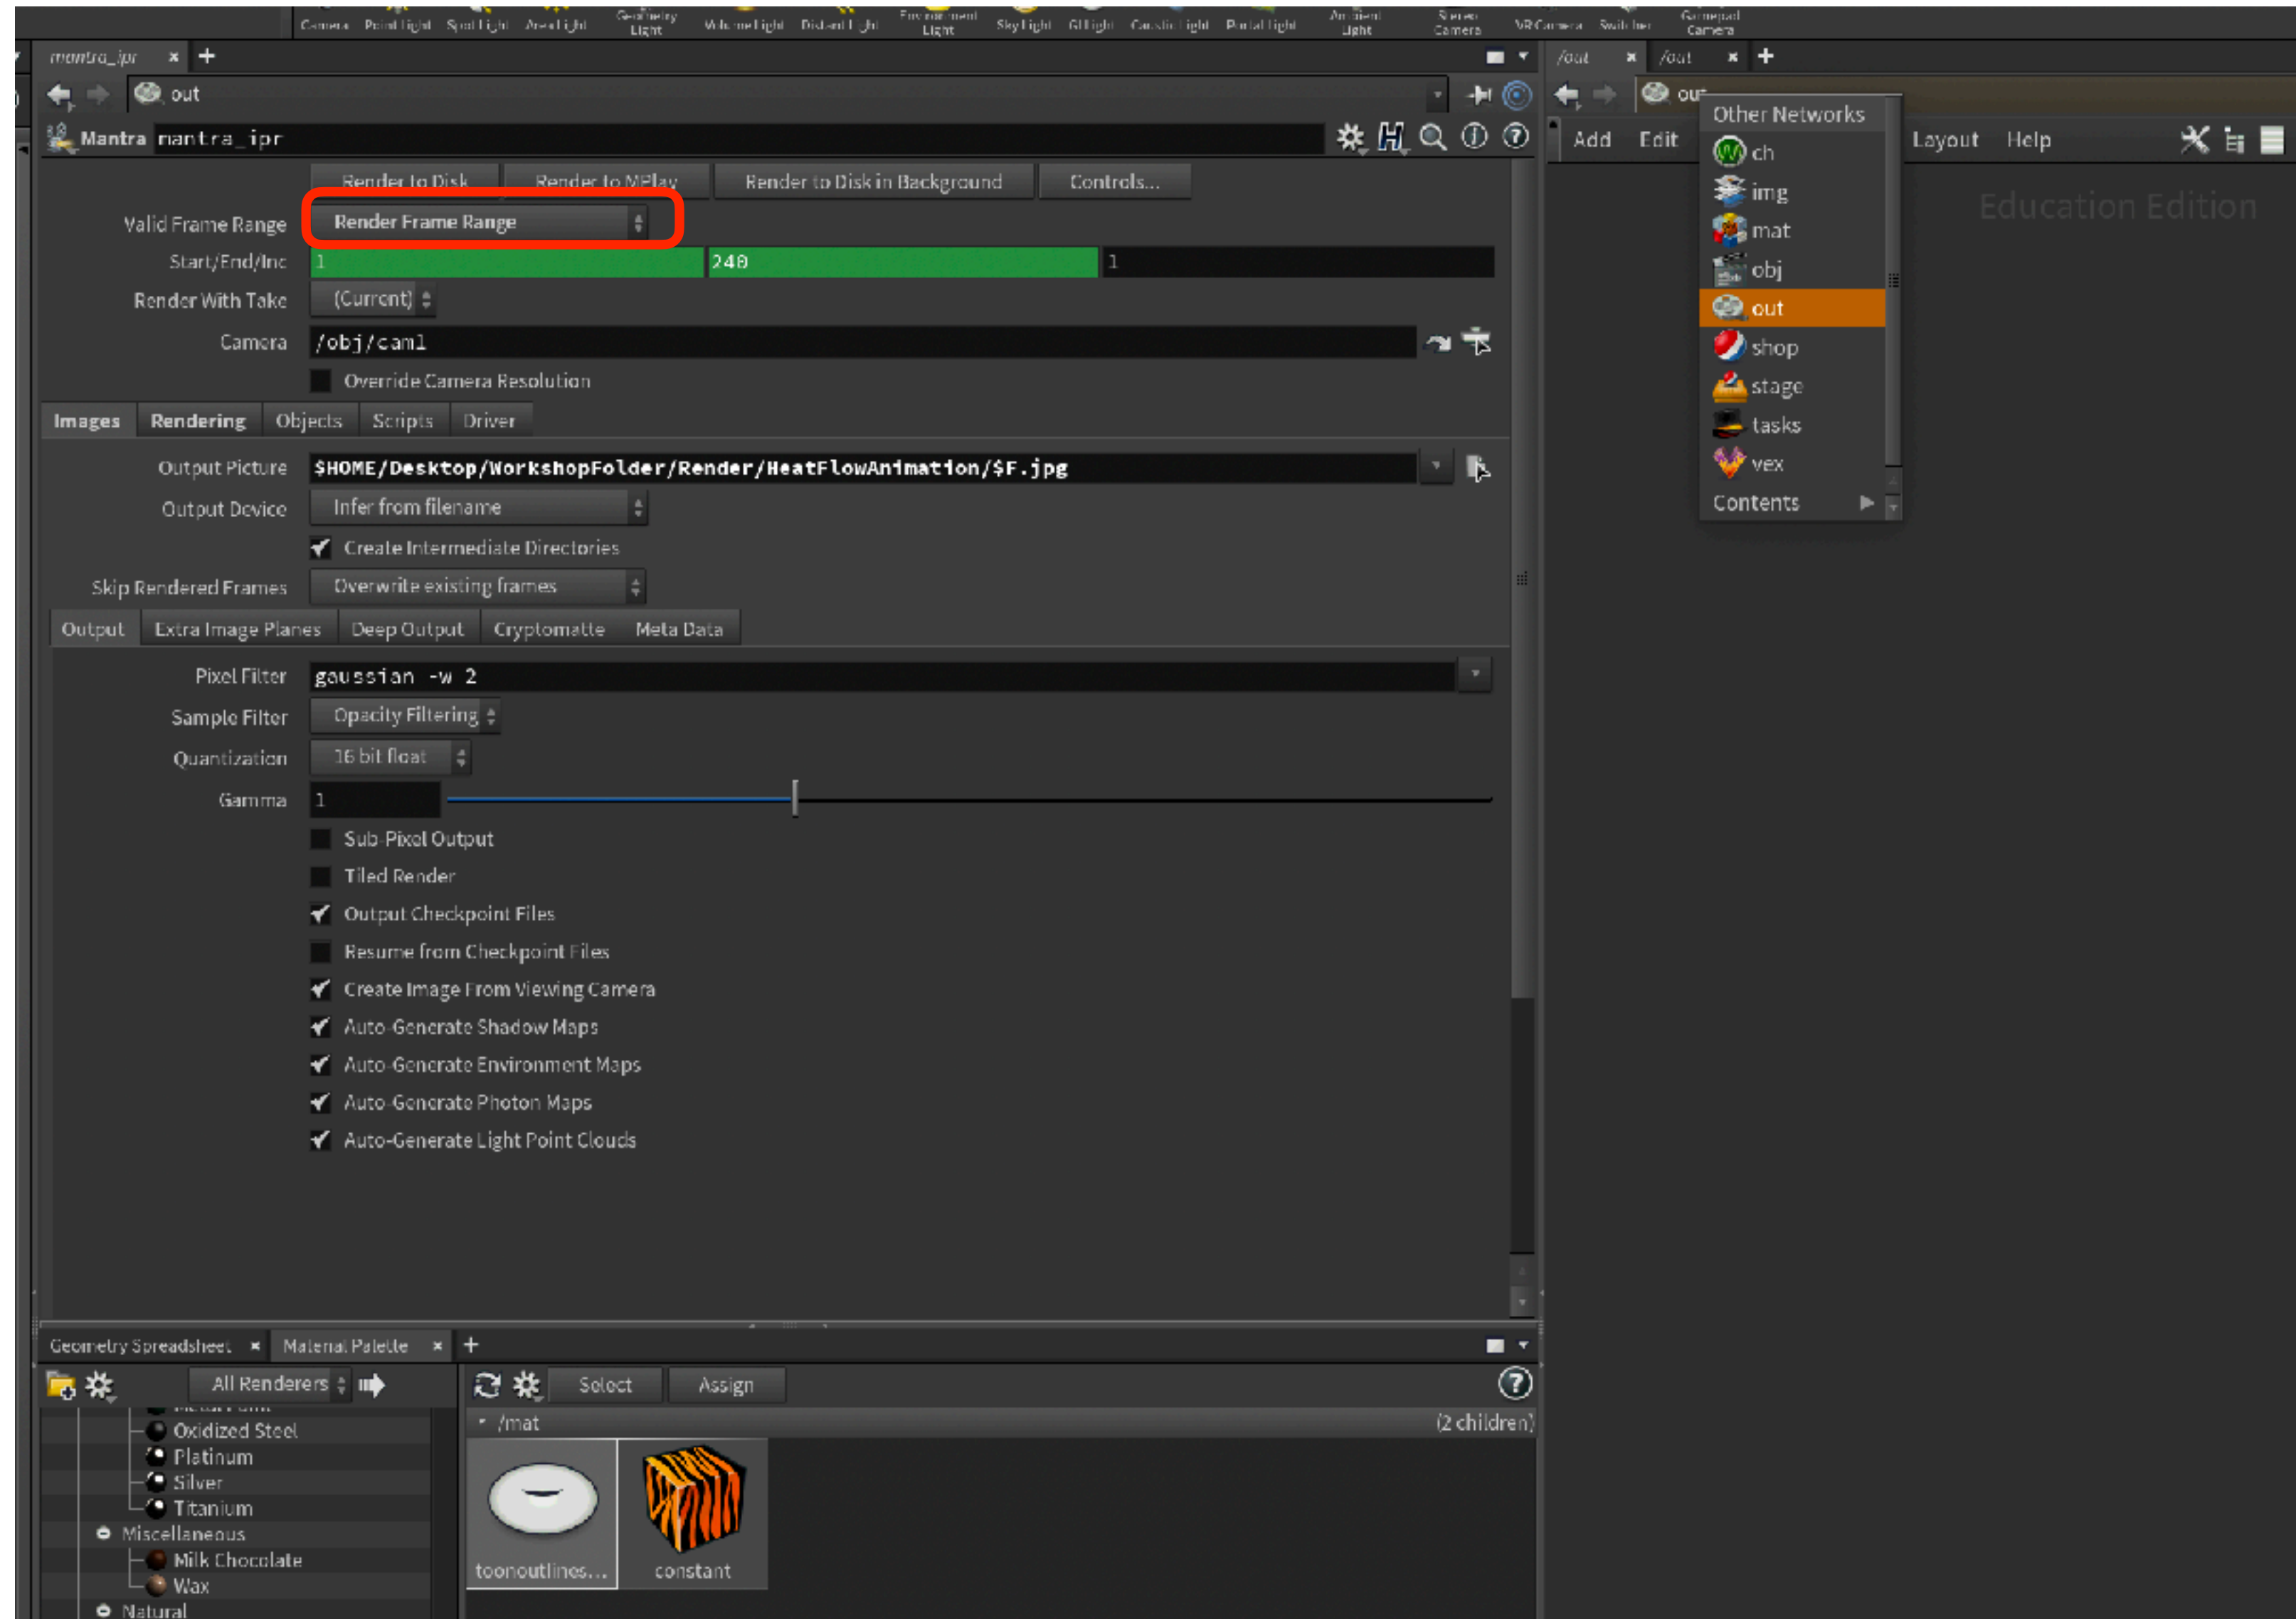 Camera Point Light Spot Light Area Light Geometry Light Volume Light Distant Light Environment Light Sky Light GI Light Caustic Light Portal Light Ambient Light Stereo Camera VR Camera Switcher Gamepad Camera
mantra_ipr
out
Mantra mantra_ipr
Render to Disk Render to MPlay Render to Disk in Background Controls...
Valid Frame Range Render Frame Range
Start/End/Inc 1 240 1
Render With Take (Current)
Camera /obj/cam1
Override Camera Resolution
Images Rendering Objects Scripts Driver
Output Picture $HOME/Desktop/WorkshopFolder/Render/HeatFlowAnimation/$F.jpg
Output Device Infer from filename
Create Intermediate Directories
Skip Rendered Frames Overwrite existing frames
Output Extra Image Planes Deep Output Cryptomatte Meta Data
Pixel Filter gaussian -w 2
Sample Filter Opacity Filtering
Quantization 16 bit float
Gamma 1
Sub-Pixel Output
Tiled Render
Output Checkpoint Files
Resume from Checkpoint Files
Create Image From Viewing Camera
Auto-Generate Shadow Maps
Auto-Generate Environment Maps
Auto-Generate Photon Maps
Auto-Generate Light Point Clouds
Geometry Spreadsheet Material Palette
All Renderers
Oxidized Steel
Platinum
Silver
Titanium
Miscellaneous
Milk Chocolate
Wax
Natural
Select Assign
/mat (2 children)
toonoutlines... constant
/out /out
out
Add Edit Layout Help
Other Networks
ch
img
mat
obj
out
shop
stage
tasks
vex
Contents
Education Edition